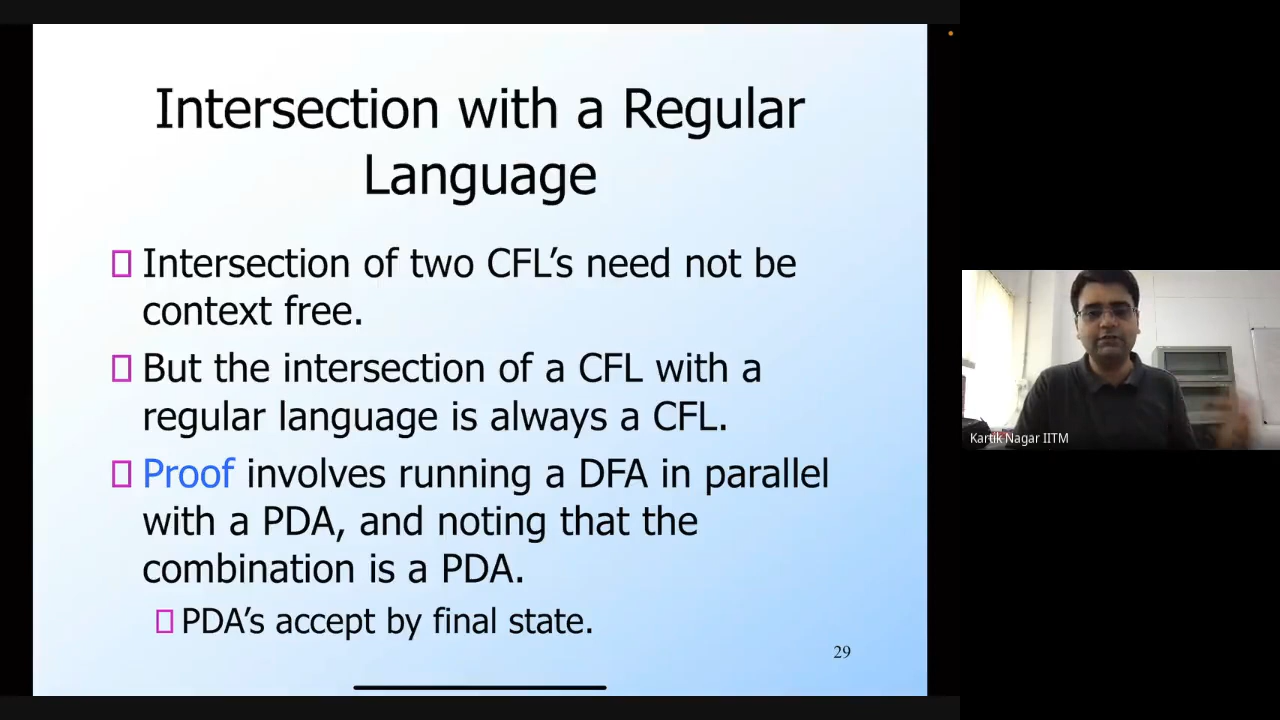 Intersection with a Regular
Language
Intersection of two CFL’s need not be
context free.
But the intersection of a CFL with a
regular language is always a CFL.
Proof involves running a DFA in parallel
with a PDA, and noting that the
combination is a PDA.
PDA’s accept by final state.
29
Kartik Nagar IITM